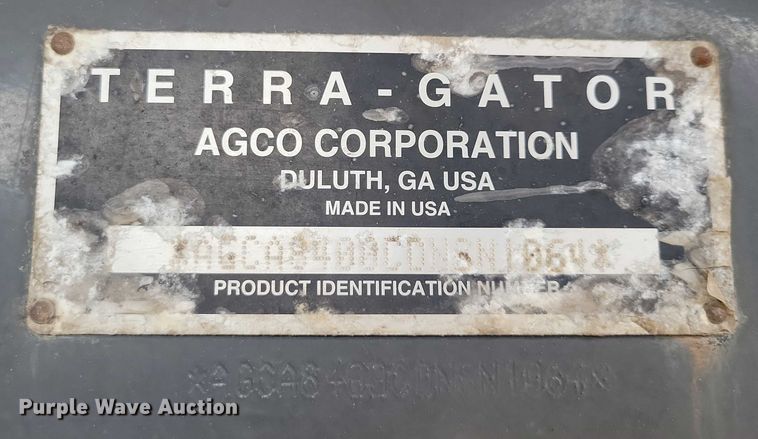 TERRA-GATOR
AGCO CORPORATION
DULUTH, GA USA
MADE IN USA
PRODUCT IDENTIFICATION NUMBER
Purple Wave Auction